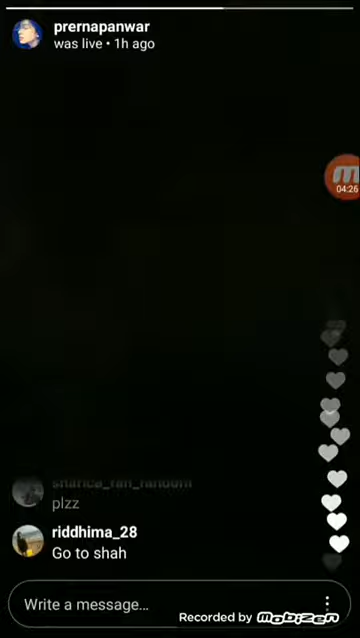 prernapanwar
was live • 1h ago
04:26
plzz
riddhima_28
Go to shah
Write a message...
Recorded by mobizen